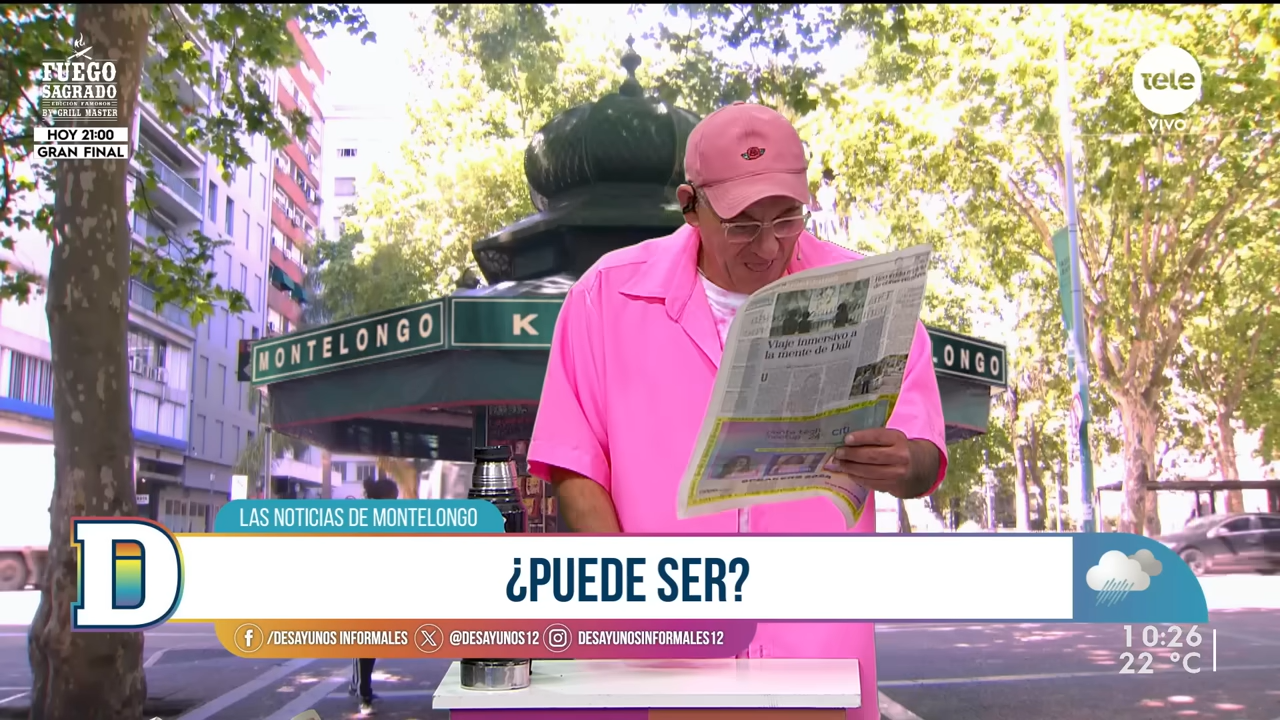 FUEGO
SAGRADO
EDICIÓN FAMOSOS
BY GRILL MASTER
HOY 21:00
GRAN FINAL
tele
VIVO
MONTELONGO
K
LONGO
Viaje inmersivo a
la mente de Dalí
U
citi
LAS NOTICIAS DE MONTELONGO
D
¿PUEDE SER?
/DESAYUNOS INFORMALES
@DESAYUNOS12
DESAYUNOSINFORMALES12
10:26
22 °C